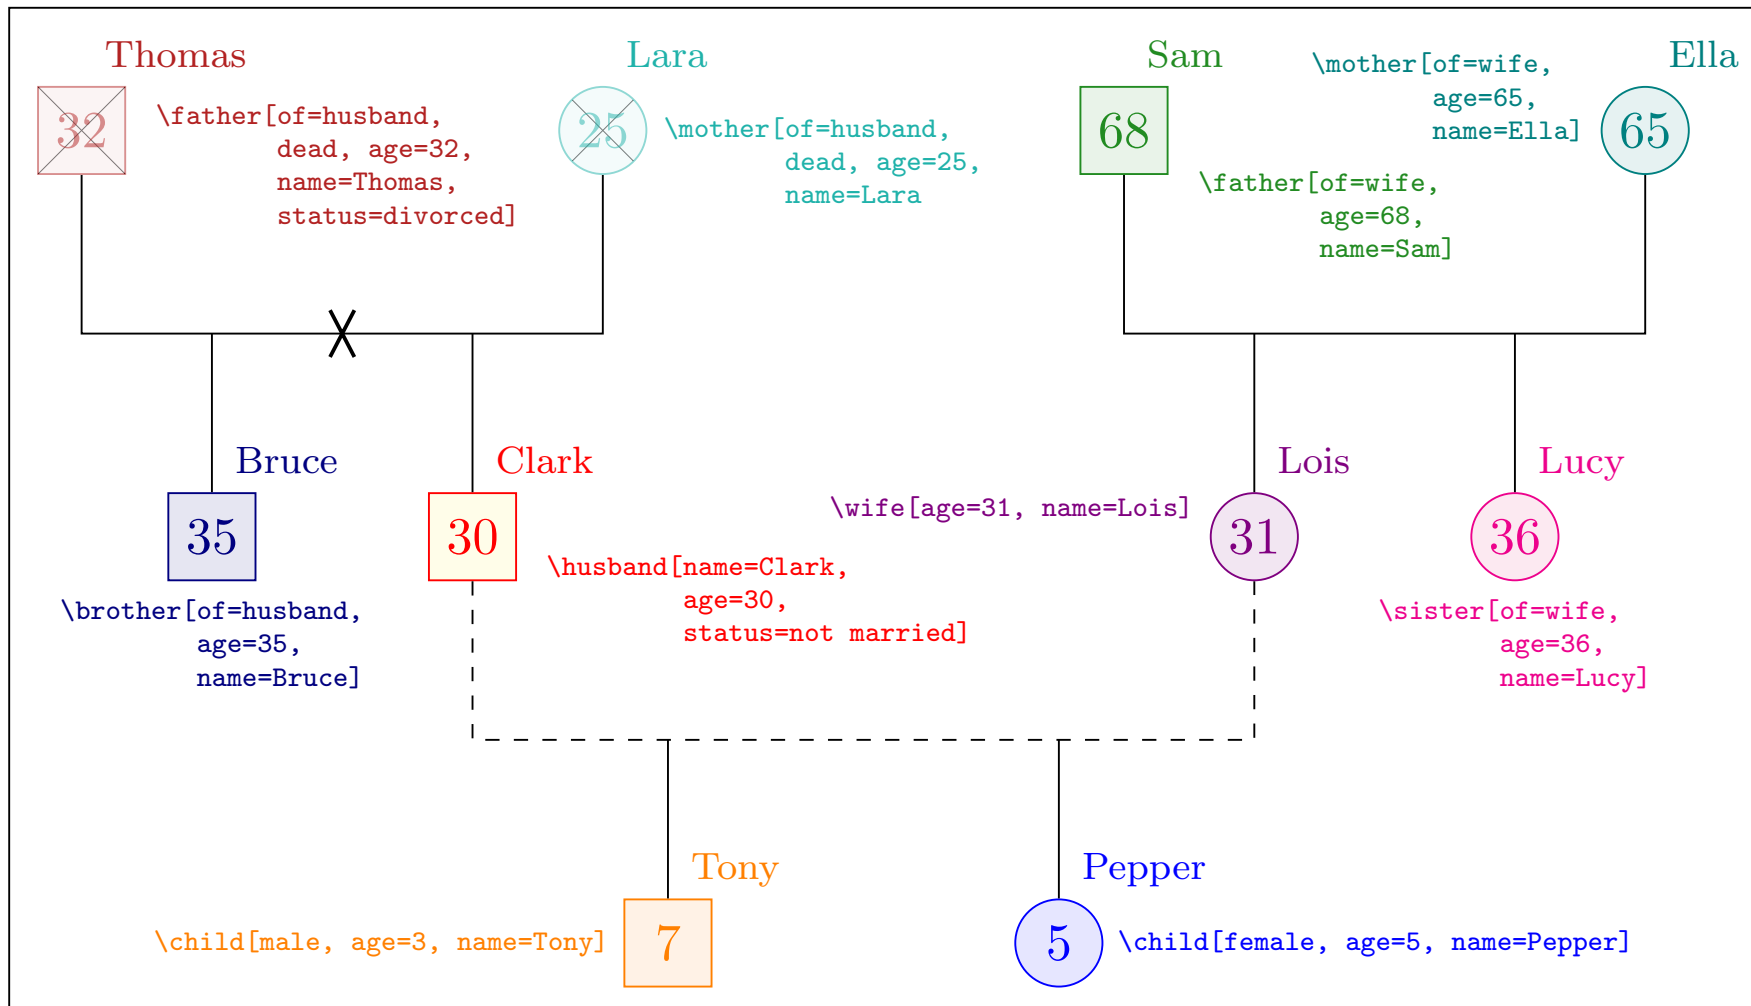 Thomas
32
\father[of=husband,
dead, age=32,
name=Thomas,
status=divorced]
Lara
25
\mother[of=husband,
dead, age=25,
name=Lara
Sam
68
\father[of=wife,
age=68,
name=Sam]
Ella
\mother[of=wife,
age=65,
name=Ella]
65
Bruce
35
\brother[of=husband,
age=35,
name=Bruce]
Clark
30
\husband[name=Clark,
age=30,
status=not married]
Lois
\wife[age=31, name=Lois]
31
Lucy
36
\sister[of=wife,
age=36,
name=Lucy]
Tony
\child[male, age=3, name=Tony]
7
Pepper
5
\child[female, age=5, name=Pepper]